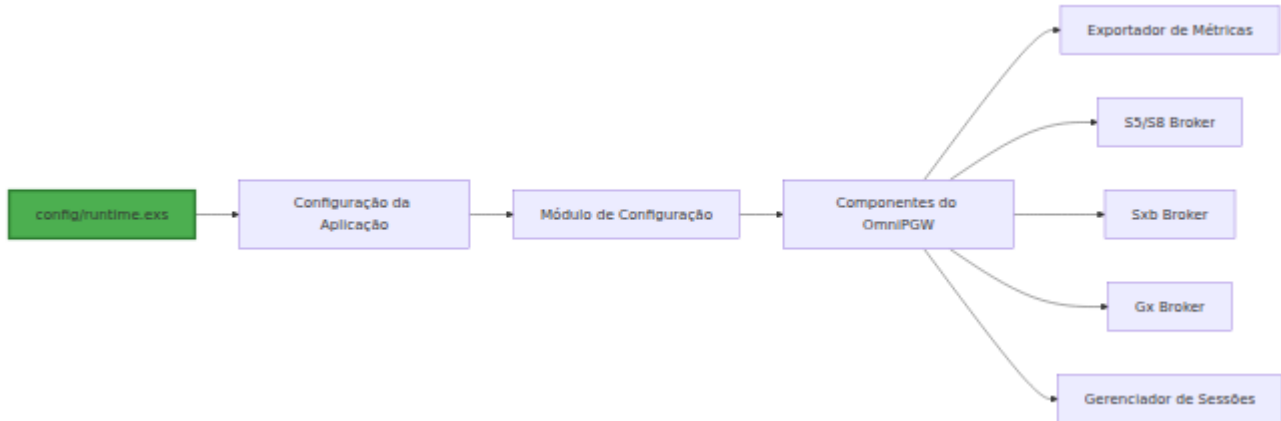 config/runtime.exs
Configuração da
Aplicação
Módulo de Configuração
Componentes do
OmniPGW
Exportador de Métricas
S5/S8 Broker
Sxb Broker
Gx Broker
Gerenciador de Sessões